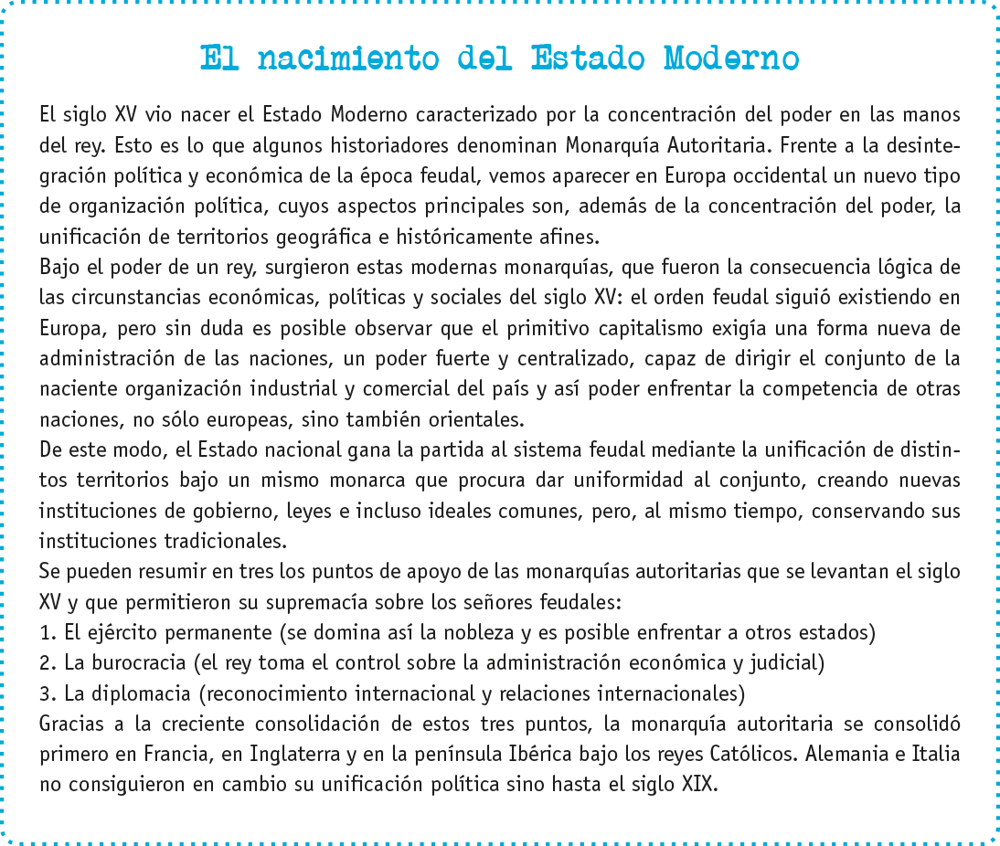 El nacimiento del Estado Moderno
El siglo XV vio nacer el Estado Moderno caracterizado por la concentración del poder en las manos
del rey. Esto es lo que algunos historiadores denominan Monarquía Autoritaria. Frente a la desinte-
gración política y económica de la época feudal, vemos aparecer en Europa occidental un nuevo tipo
de organización política, cuyos aspectos principales son, además de la concentración del poder, la
unificación de territorios geográfica e históricamente afines.
Bajo el poder de un rey, surgieron estas modernas monarquías, que fueron la consecuencia lógica de
las circunstancias económicas, políticas y sociales del siglo XV: el orden feudal siguió existiendo en
Europa, pero sin duda es posible observar que el primitivo capitalismo exigía una forma nueva de
administración de las naciones, un poder fuerte y centralizado, capaz de dirigir el conjunto de la
naciente organización industrial y comercial del país y así poder enfrentar la competencia de otras
naciones, no sólo europeas, sino también orientales.
De este modo, el Estado nacional gana la partida al sistema feudal mediante la unificación de distin-
tos territorios bajo un mismo monarca que procura dar uniformidad al conjunto, creando nuevas
instituciones de gobierno, leyes e incluso ideales comunes, pero, al mismo tiempo, conservando sus
instituciones tradicionales.
Se pueden resumir en tres los puntos de apoyo de las monarquías autoritarias que se levantan el siglo
XV y que permitieron su supremacía sobre los señores feudales:
1. El ejército permanente (se domina así la nobleza y es posible enfrentar a otros estados)
2. La burocracia (el rey toma el control sobre la administración económica y judicial)
3. La diplomacia (reconocimiento internacional y relaciones internacionales)
Gracias a la creciente consolidación de estos tres puntos, la monarquía autoritaria se consolidó
primero en Francia, en Inglaterra y en la península Ibérica bajo los reyes Católicos. Alemania e Italia
no consiguieron en cambio su unificación política sino hasta el siglo XIX.